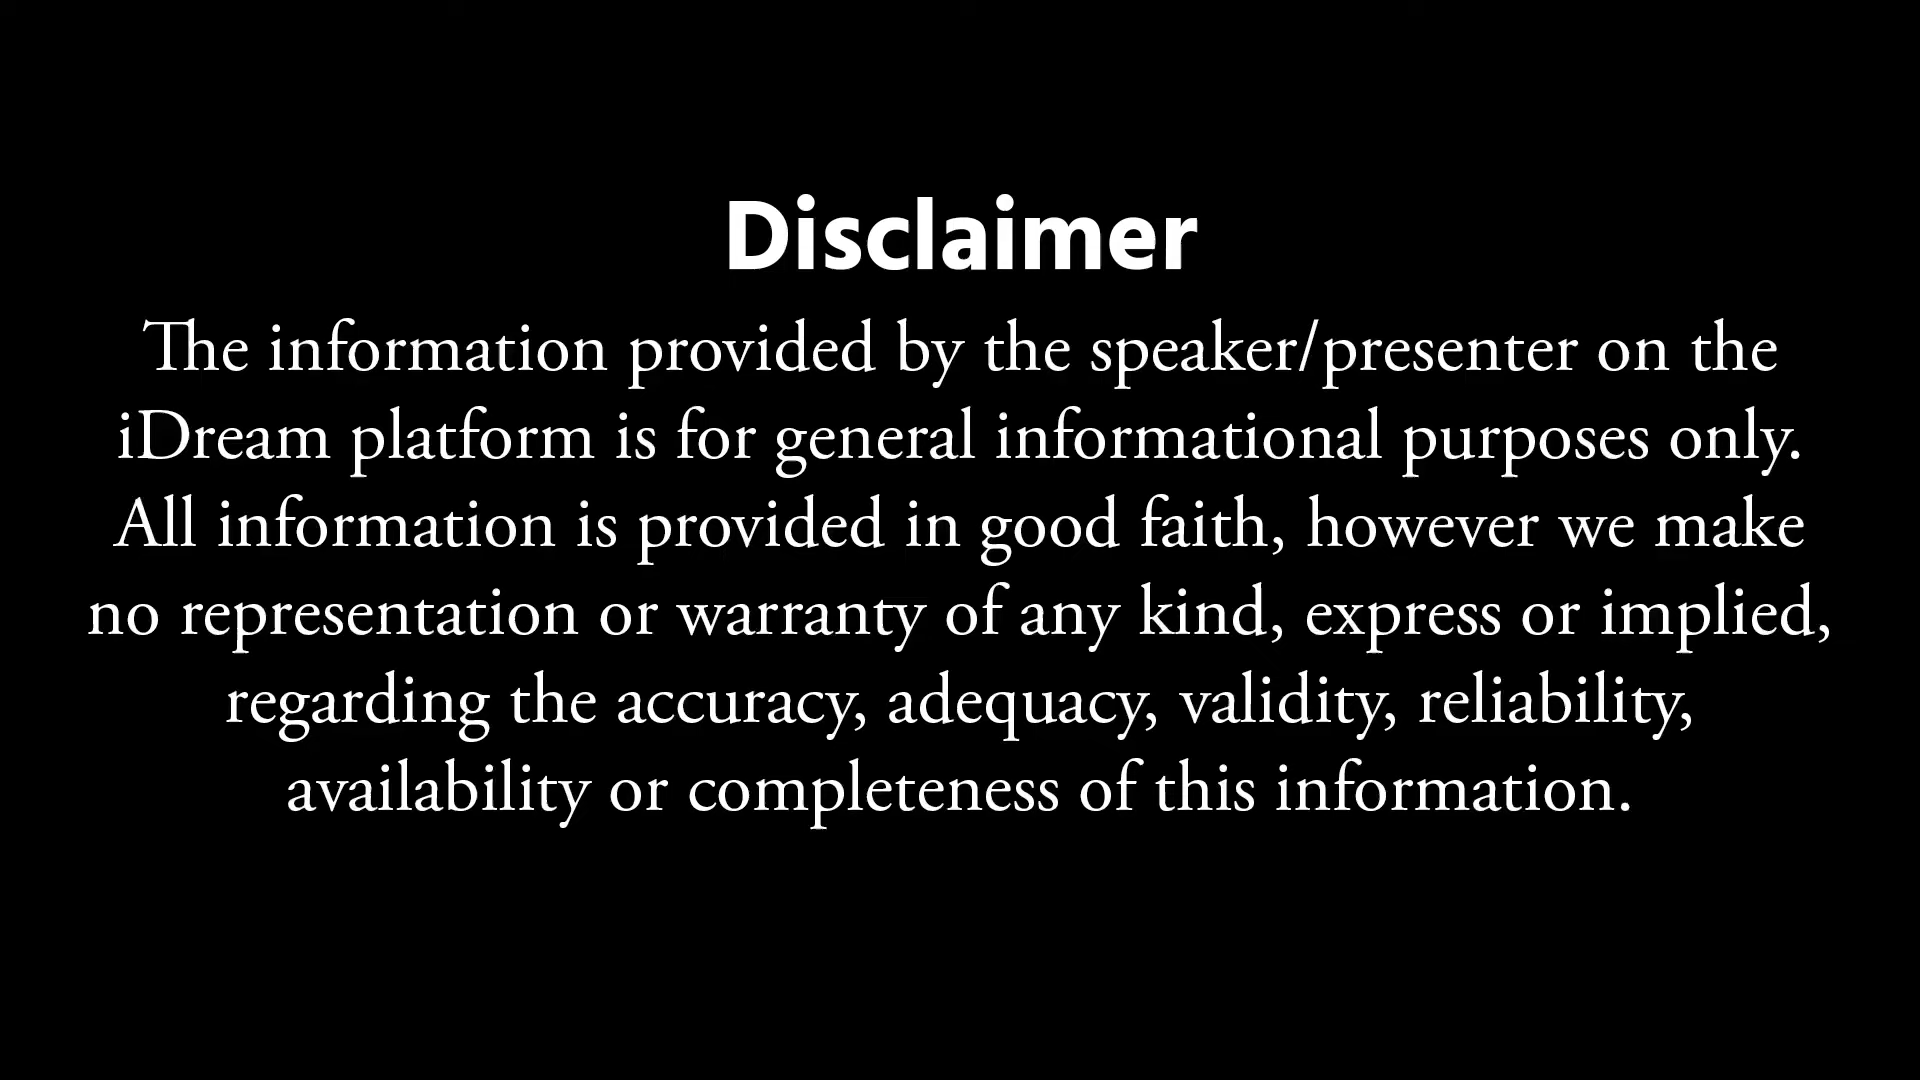 Disclaimer
The information provided by the speaker/presenter on the
iDream platform is for general informational purposes only.
All information is provided in good faith, however we make
no representation or warranty of any kind, express or implied,
regarding the accuracy, adequacy, validity, reliability,
availability or completeness of this information.